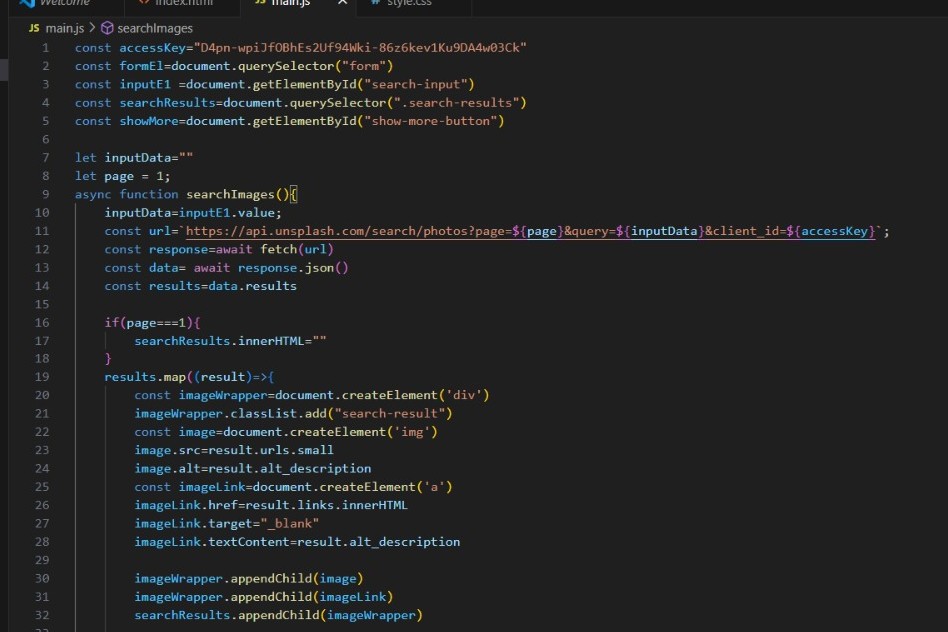 Welcome index.html JS main.js × # style.css
JS main.js > searchImages
1 const accessKey="D4pn-wpiJfOBhEs2Uf94Wki-86z6kev1Ku9DA4w03Ck"
2 const formEl=document.querySelector("form")
3 const inputE1 =document.getElementById("search-input")
4 const searchResults=document.querySelector(".search-results")
5 const showMore=document.getElementById("show-more-button")
6
7 let inputData=""
8 let page = 1;
9 async function searchImages(){
10 inputData=inputE1.value;
11 const url=`https://api.unsplash.com/search/photos?page=${page}&query=${inputData}&client_id=${accessKey}`;
12 const response=await fetch(url)
13 const data= await response.json()
14 const results=data.results
15
16 if(page===1){
17 searchResults.innerHTML=""
18 }
19 results.map((result)=>{
20 const imageWrapper=document.createElement('div')
21 imageWrapper.classList.add("search-result")
22 const image=document.createElement('img')
23 image.src=result.urls.small
24 image.alt=result.alt_description
25 const imageLink=document.createElement('a')
26 imageLink.href=result.links.innerHTML
27 imageLink.target="_blank"
28 imageLink.textContent=result.alt_description
29
30 imageWrapper.appendChild(image)
31 imageWrapper.appendChild(imageLink)
32 searchResults.appendChild(imageWrapper)